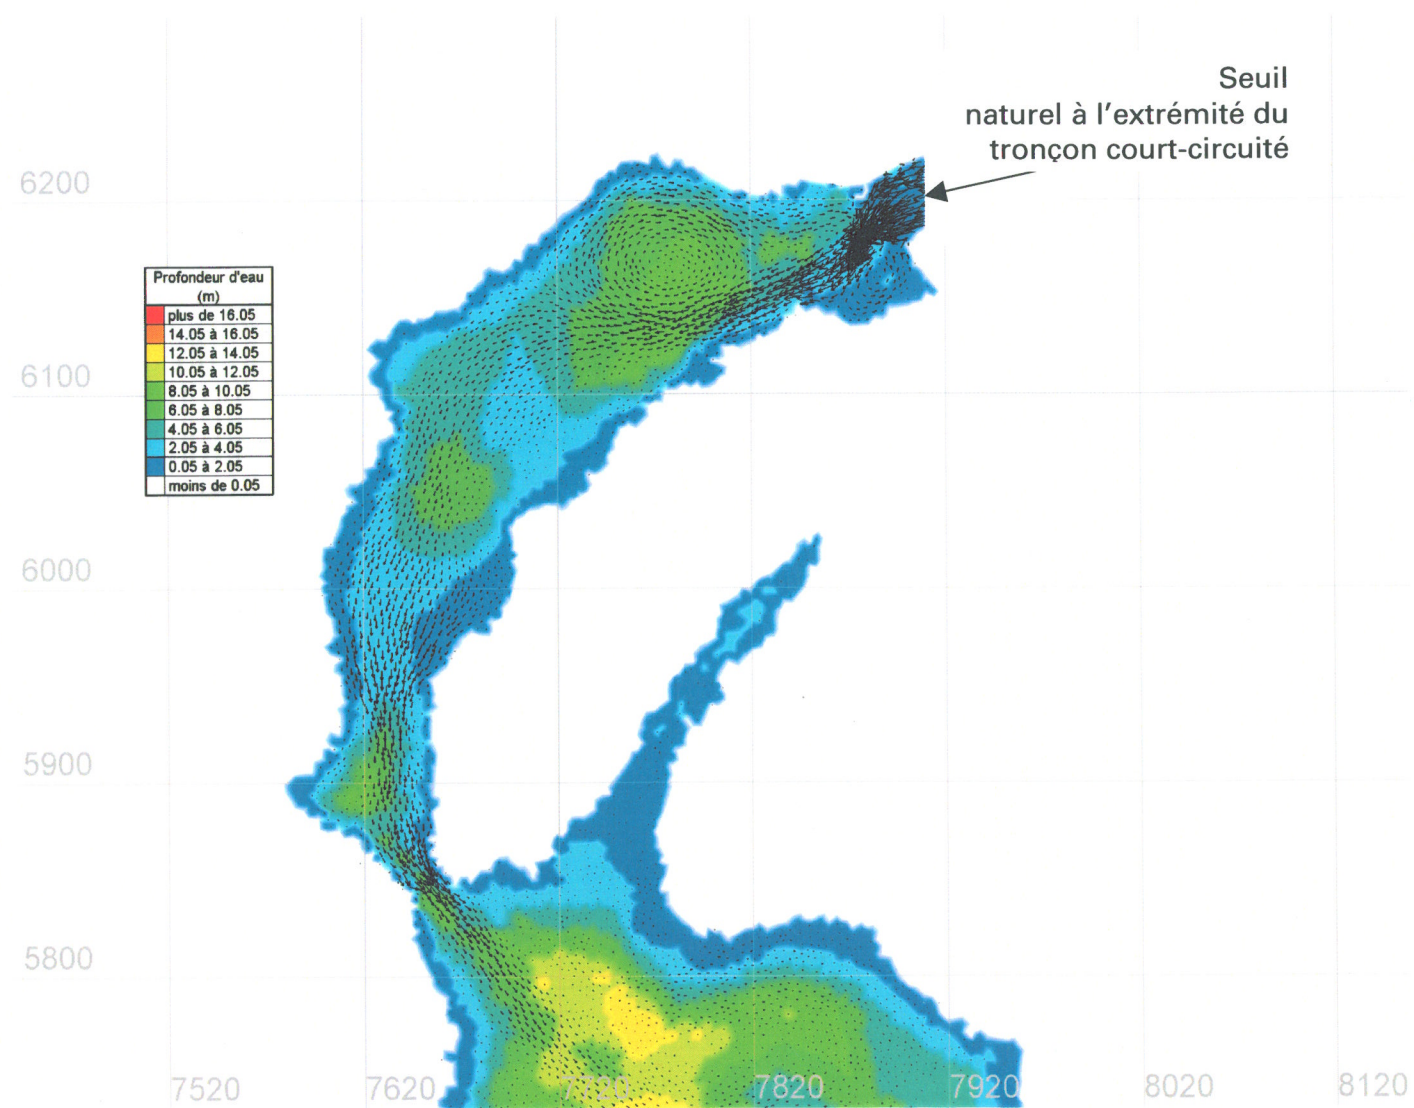 Seuil
naturel à l'extrémité du
tronçon court-circuité
6200
Profondeur d'eau
(m)
plus de 16.05
14.05 à 16.05
12.05 à 14.05
10.05 à 12.05
8.05 à 10.05
6.05 à 8.05
4.05 à 6.05
2.05 à 4.05
0.05 à 2.05
moins de 0.05
6100
6000
5900
5800
7520 7620 7720 7820 7920 8020 8120